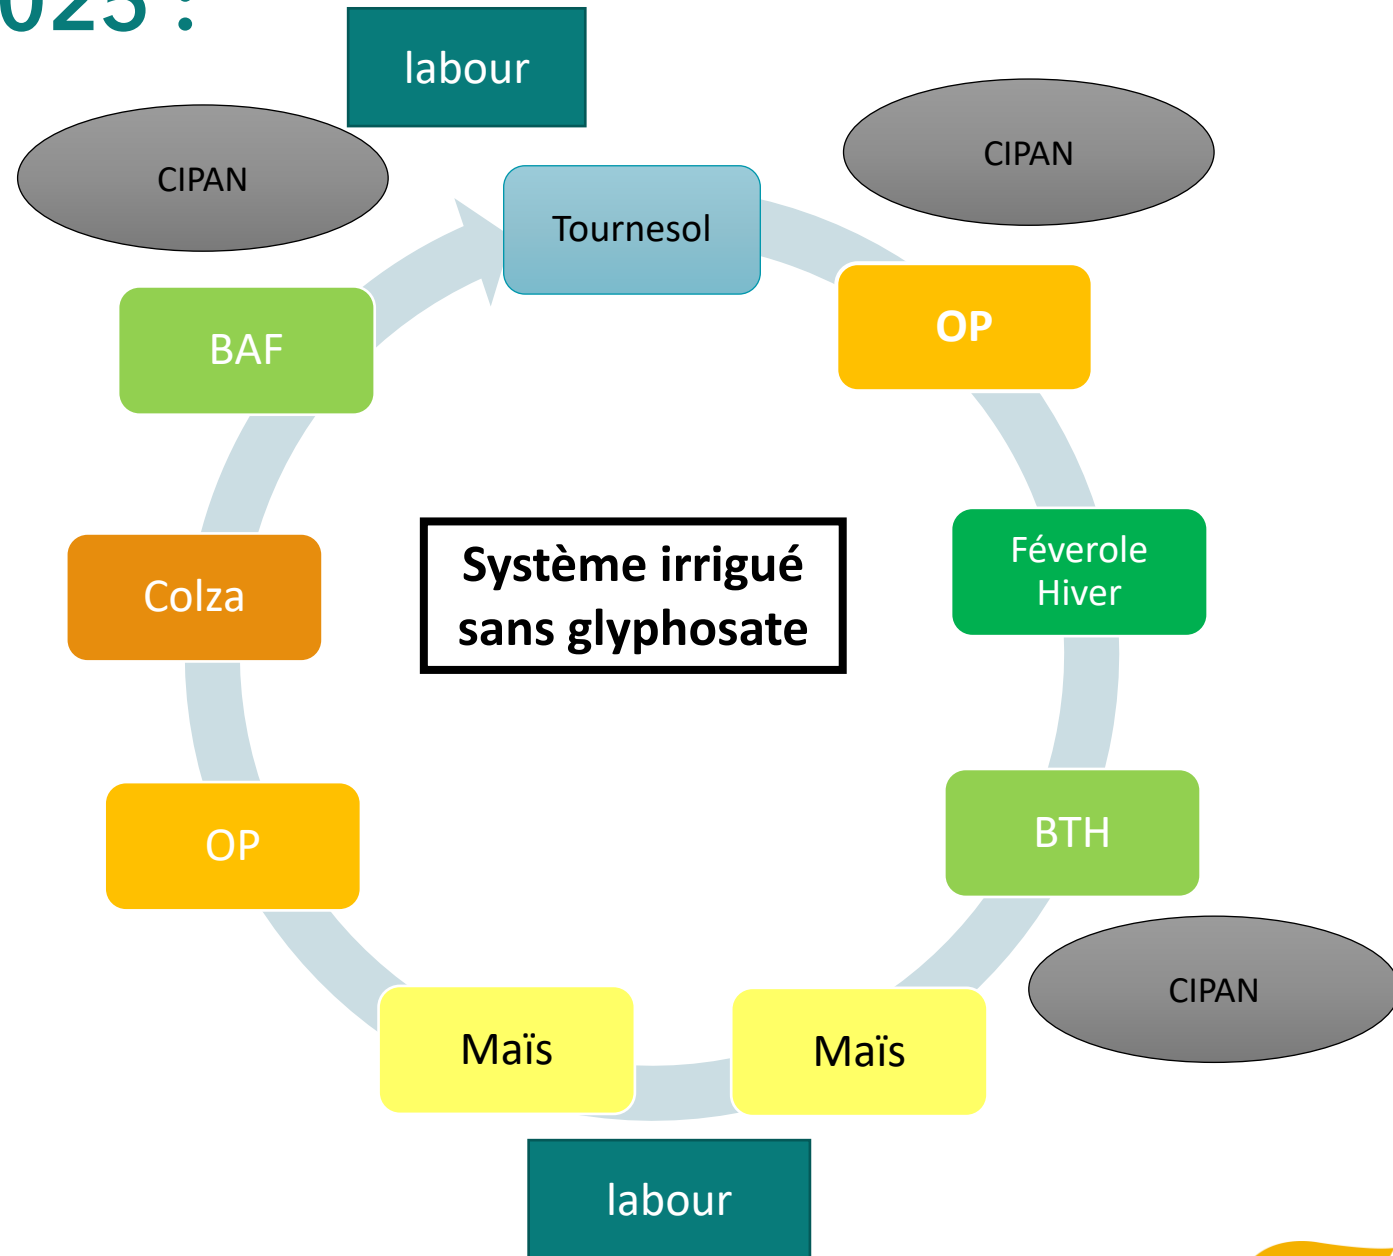 025 :
labour
CIPAN
CIPAN
Tournesol
OP
BAF
Féverole
Hiver
Système irrigué
sans glyphosate
Colza
BTH
OP
CIPAN
Maïs
Maïs
labour